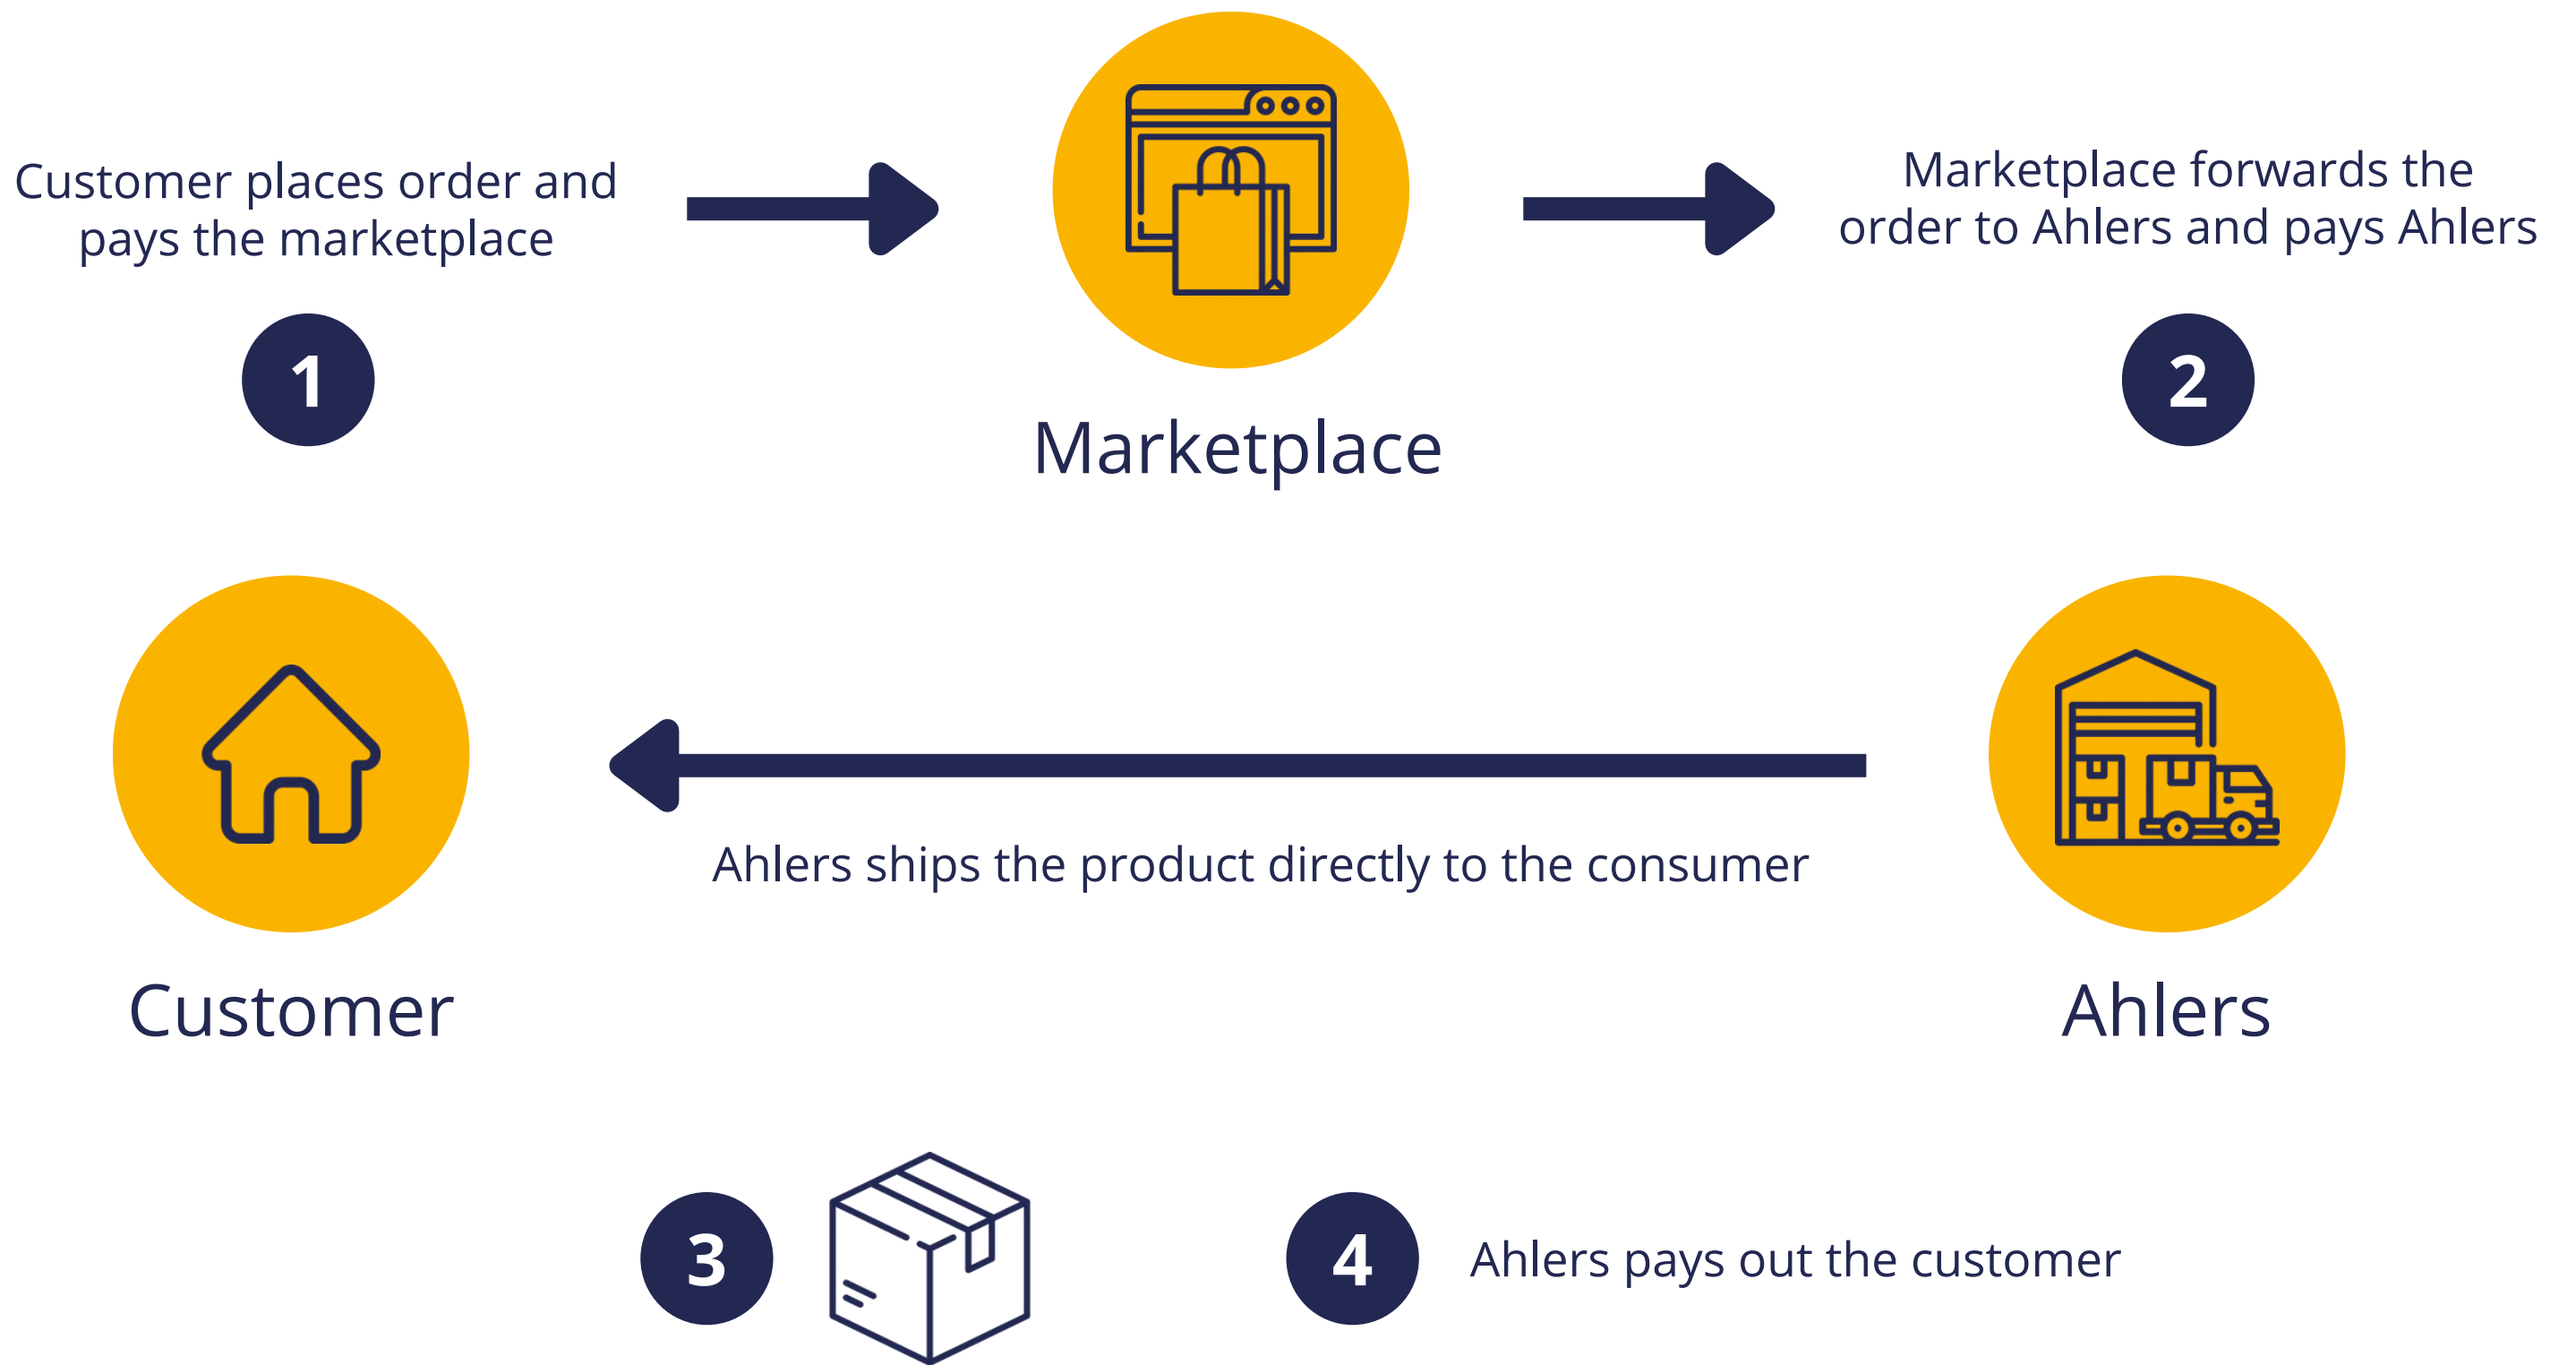 Customer places order and
pays the marketplace
1
Marketplace
Marketplace forwards the
order to Ahlers and pays Ahlers
2
Customer
Ahlers ships the product directly to the consumer
Ahlers
3
4
Ahlers pays out the customer